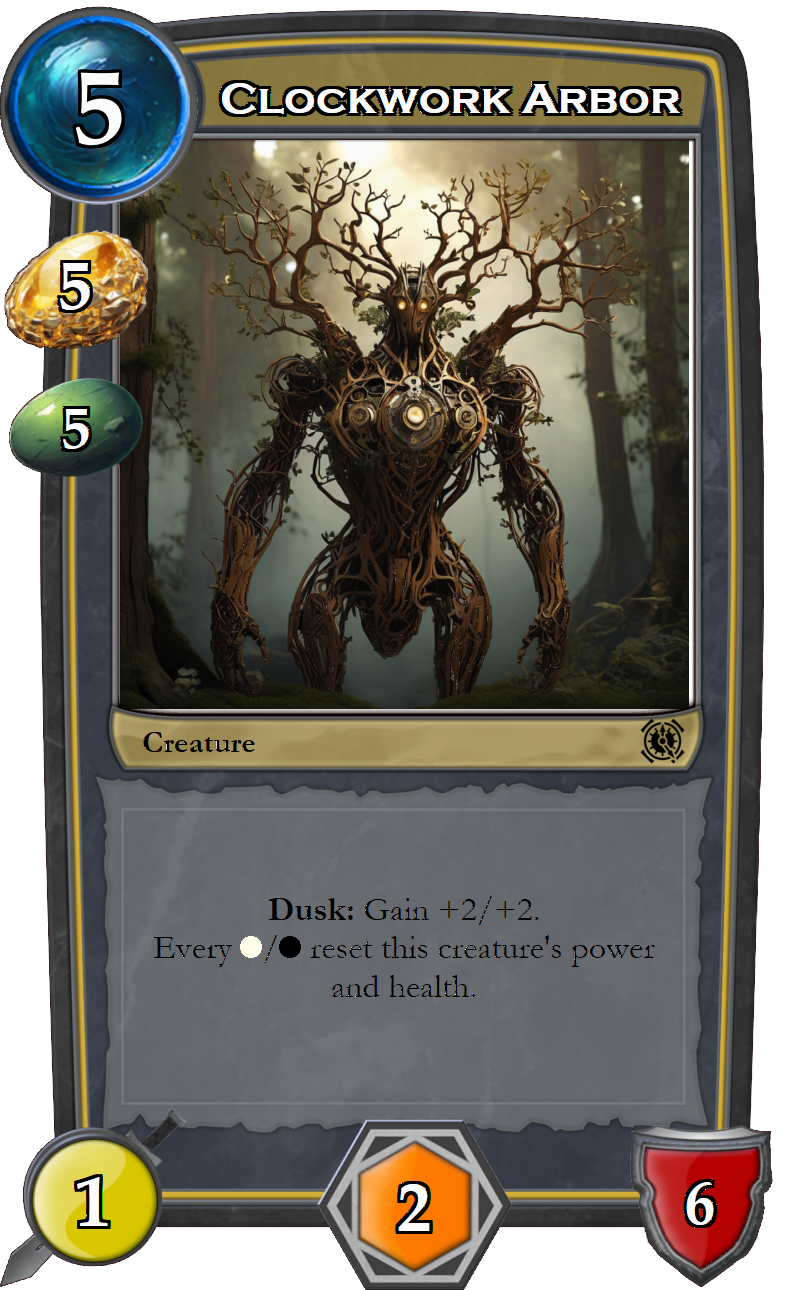 5
Clockwork Arbor
5
5
Creature
Dusk: Gain +2/+2.
Every / reset this creature's power
and health.
1
2
6